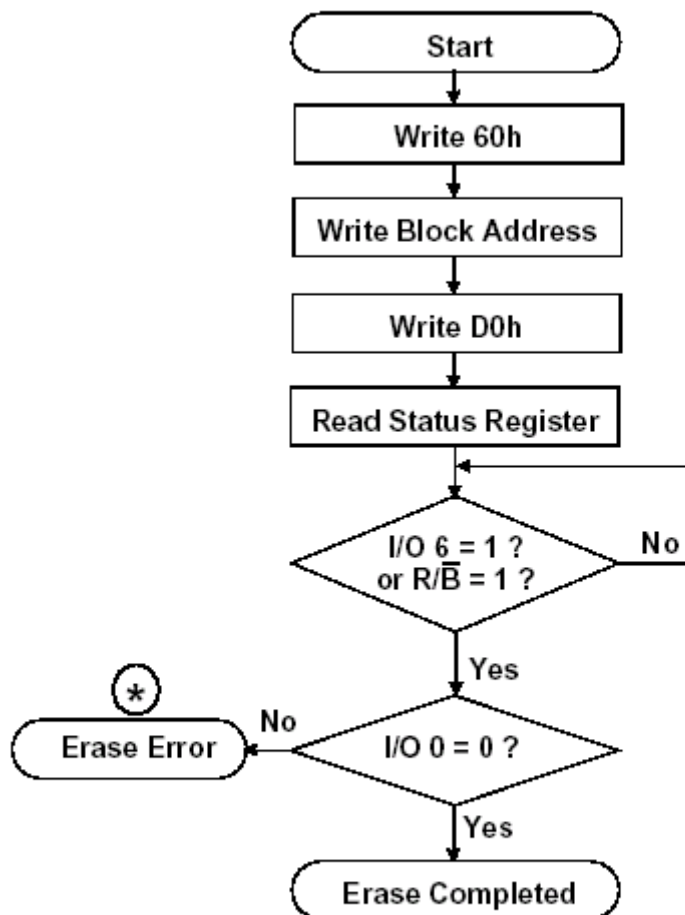 Start
Write 60h
Write Block Address
Write D0h
Read Status Register
I/O 6 = 1 ?
or R/B̅ = 1 ?
No
Yes
*
No
Erase Error
I/O 0 = 0 ?
Yes
Erase Completed